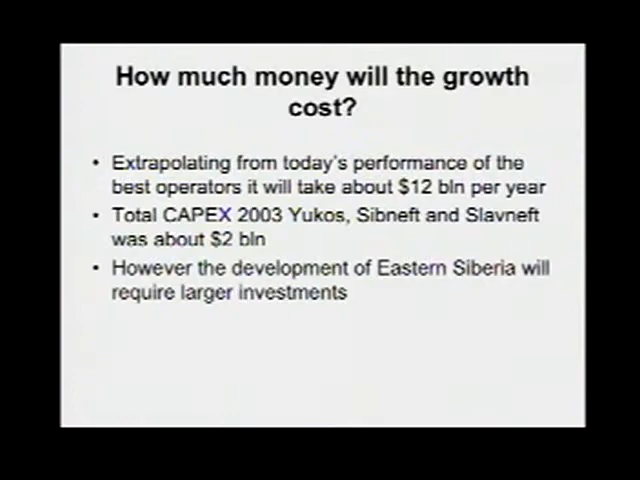 How much money will the growth
cost?
• Extrapolating from today's performance of the
best operators it will take about $12 bln per year
• Total CAPEX 2003 Yukos, Sibneft and Slavneft
was about $2 bln
• However the development of Eastern Siberia will
require larger investments